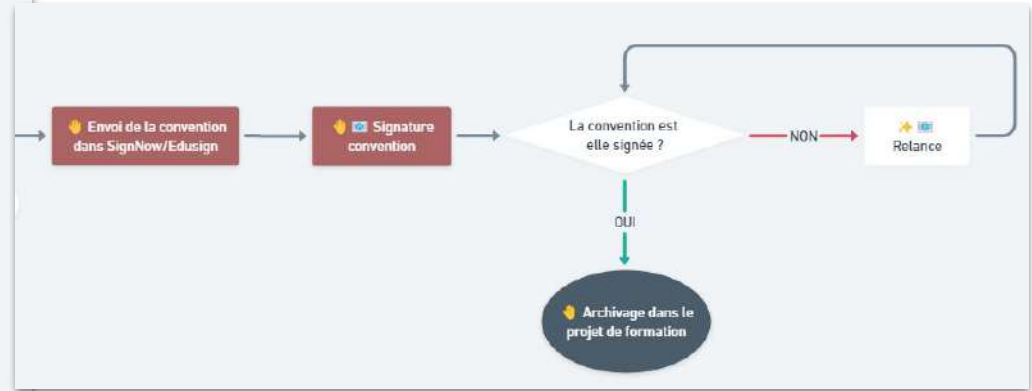 🤚 Envoi de la convention
dans SignNow/Edusign
🤚 📧 Signature
convention
La convention est
elle signée ?
NON
✨ 📧
Relance
OUI
🤚 Archivage dans le
projet de formation